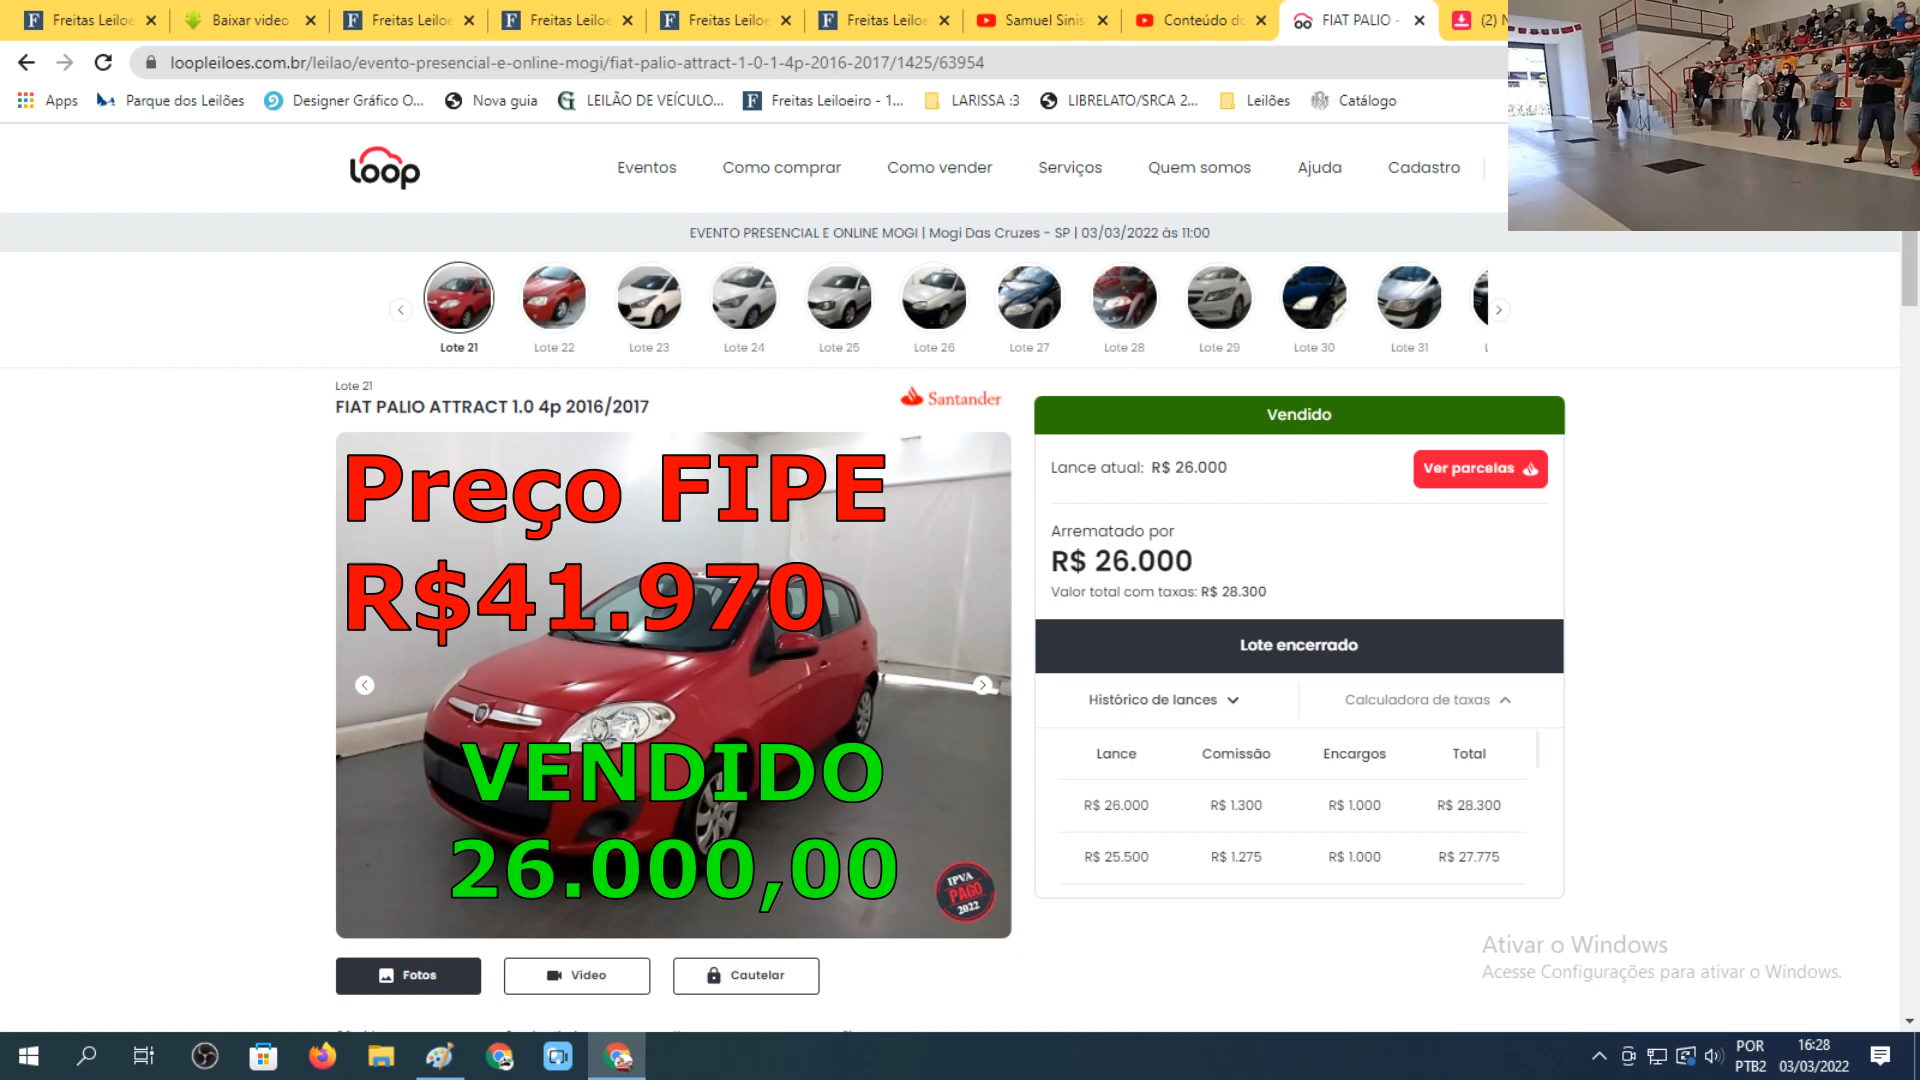 Freitas Leiloe
Baixar video
Freitas Leiloe
Freitas Leiloe
Freitas Leiloe
Freitas Leiloe
Samuel Sinis
Conteúdo do
FIAT PALIO -
(2)
loopleiloes.com.br/leilao/evento-presencial-e-online-mogi/fiat-palio-attract-1-0-1-4p-2016-2017/1425/63954
Apps
Parque dos Leilões
Designer Gráfico O...
Nova guia
LEILÃO DE VEÍCULO...
Freitas Leiloeiro - 1...
LARISSA :3
LIBRELATO/SRCA 2...
Leilões
Catálogo
loop
Eventos
Como comprar
Como vender
Serviços
Quem somos
Ajuda
Cadastro
EVENTO PRESENCIAL E ONLINE MOGI | Mogi Das Cruzes - SP | 03/03/2022 às 11:00
Lote 21
Lote 22
Lote 23
Lote 24
Lote 25
Lote 26
Lote 27
Lote 28
Lote 29
Lote 30
Lote 31
Lote 21
FIAT PALIO ATTRACT 1.0 4p 2016/2017
Santander
Preço FIPE
R$41.970
VENDIDO
26.000,00
IPVA
PAGO
2022
Fotos
Vídeo
Cautelar
Vendido
Lance atual: R$ 26.000
Ver parcelas
Arrematado por
R$ 26.000
Valor total com taxas: R$ 28.300
Lote encerrado
Histórico de lances
Calculadora de taxas
Lance Comissão Encargos Total
R$ 26.000 R$ 1.300 R$ 1.000 R$ 28.300
R$ 25.500 R$ 1.275 R$ 1.000 R$ 27.775
Ativar o Windows
Acesse Configurações para ativar o Windows.
POR
PTB2
16:28
03/03/2022